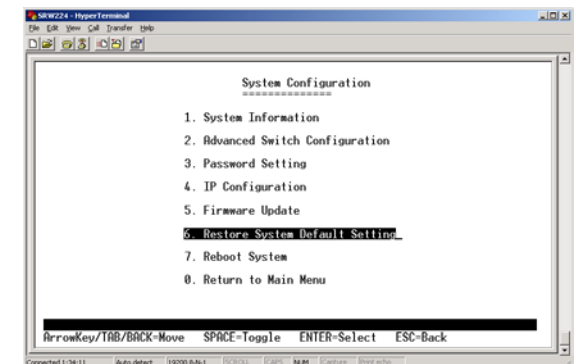 SRW224 - HyperTerminal
File Edit View Call Transfer Help
System Configuration
==============
1. System Information
2. Advanced Switch Configuration
3. Password Setting
4. IP Configuration
5. Firmware Update
6. Restore System Default Setting_
7. Reboot System
0. Return to Main Menu
ArrowKey/TAB/BACK=Move SPACE=Toggle ENTER=Select ESC=Back
Connected 1:34:11 Auto detect 19200 8-N-1 SCROLL CAPS NUM Capture Print echo